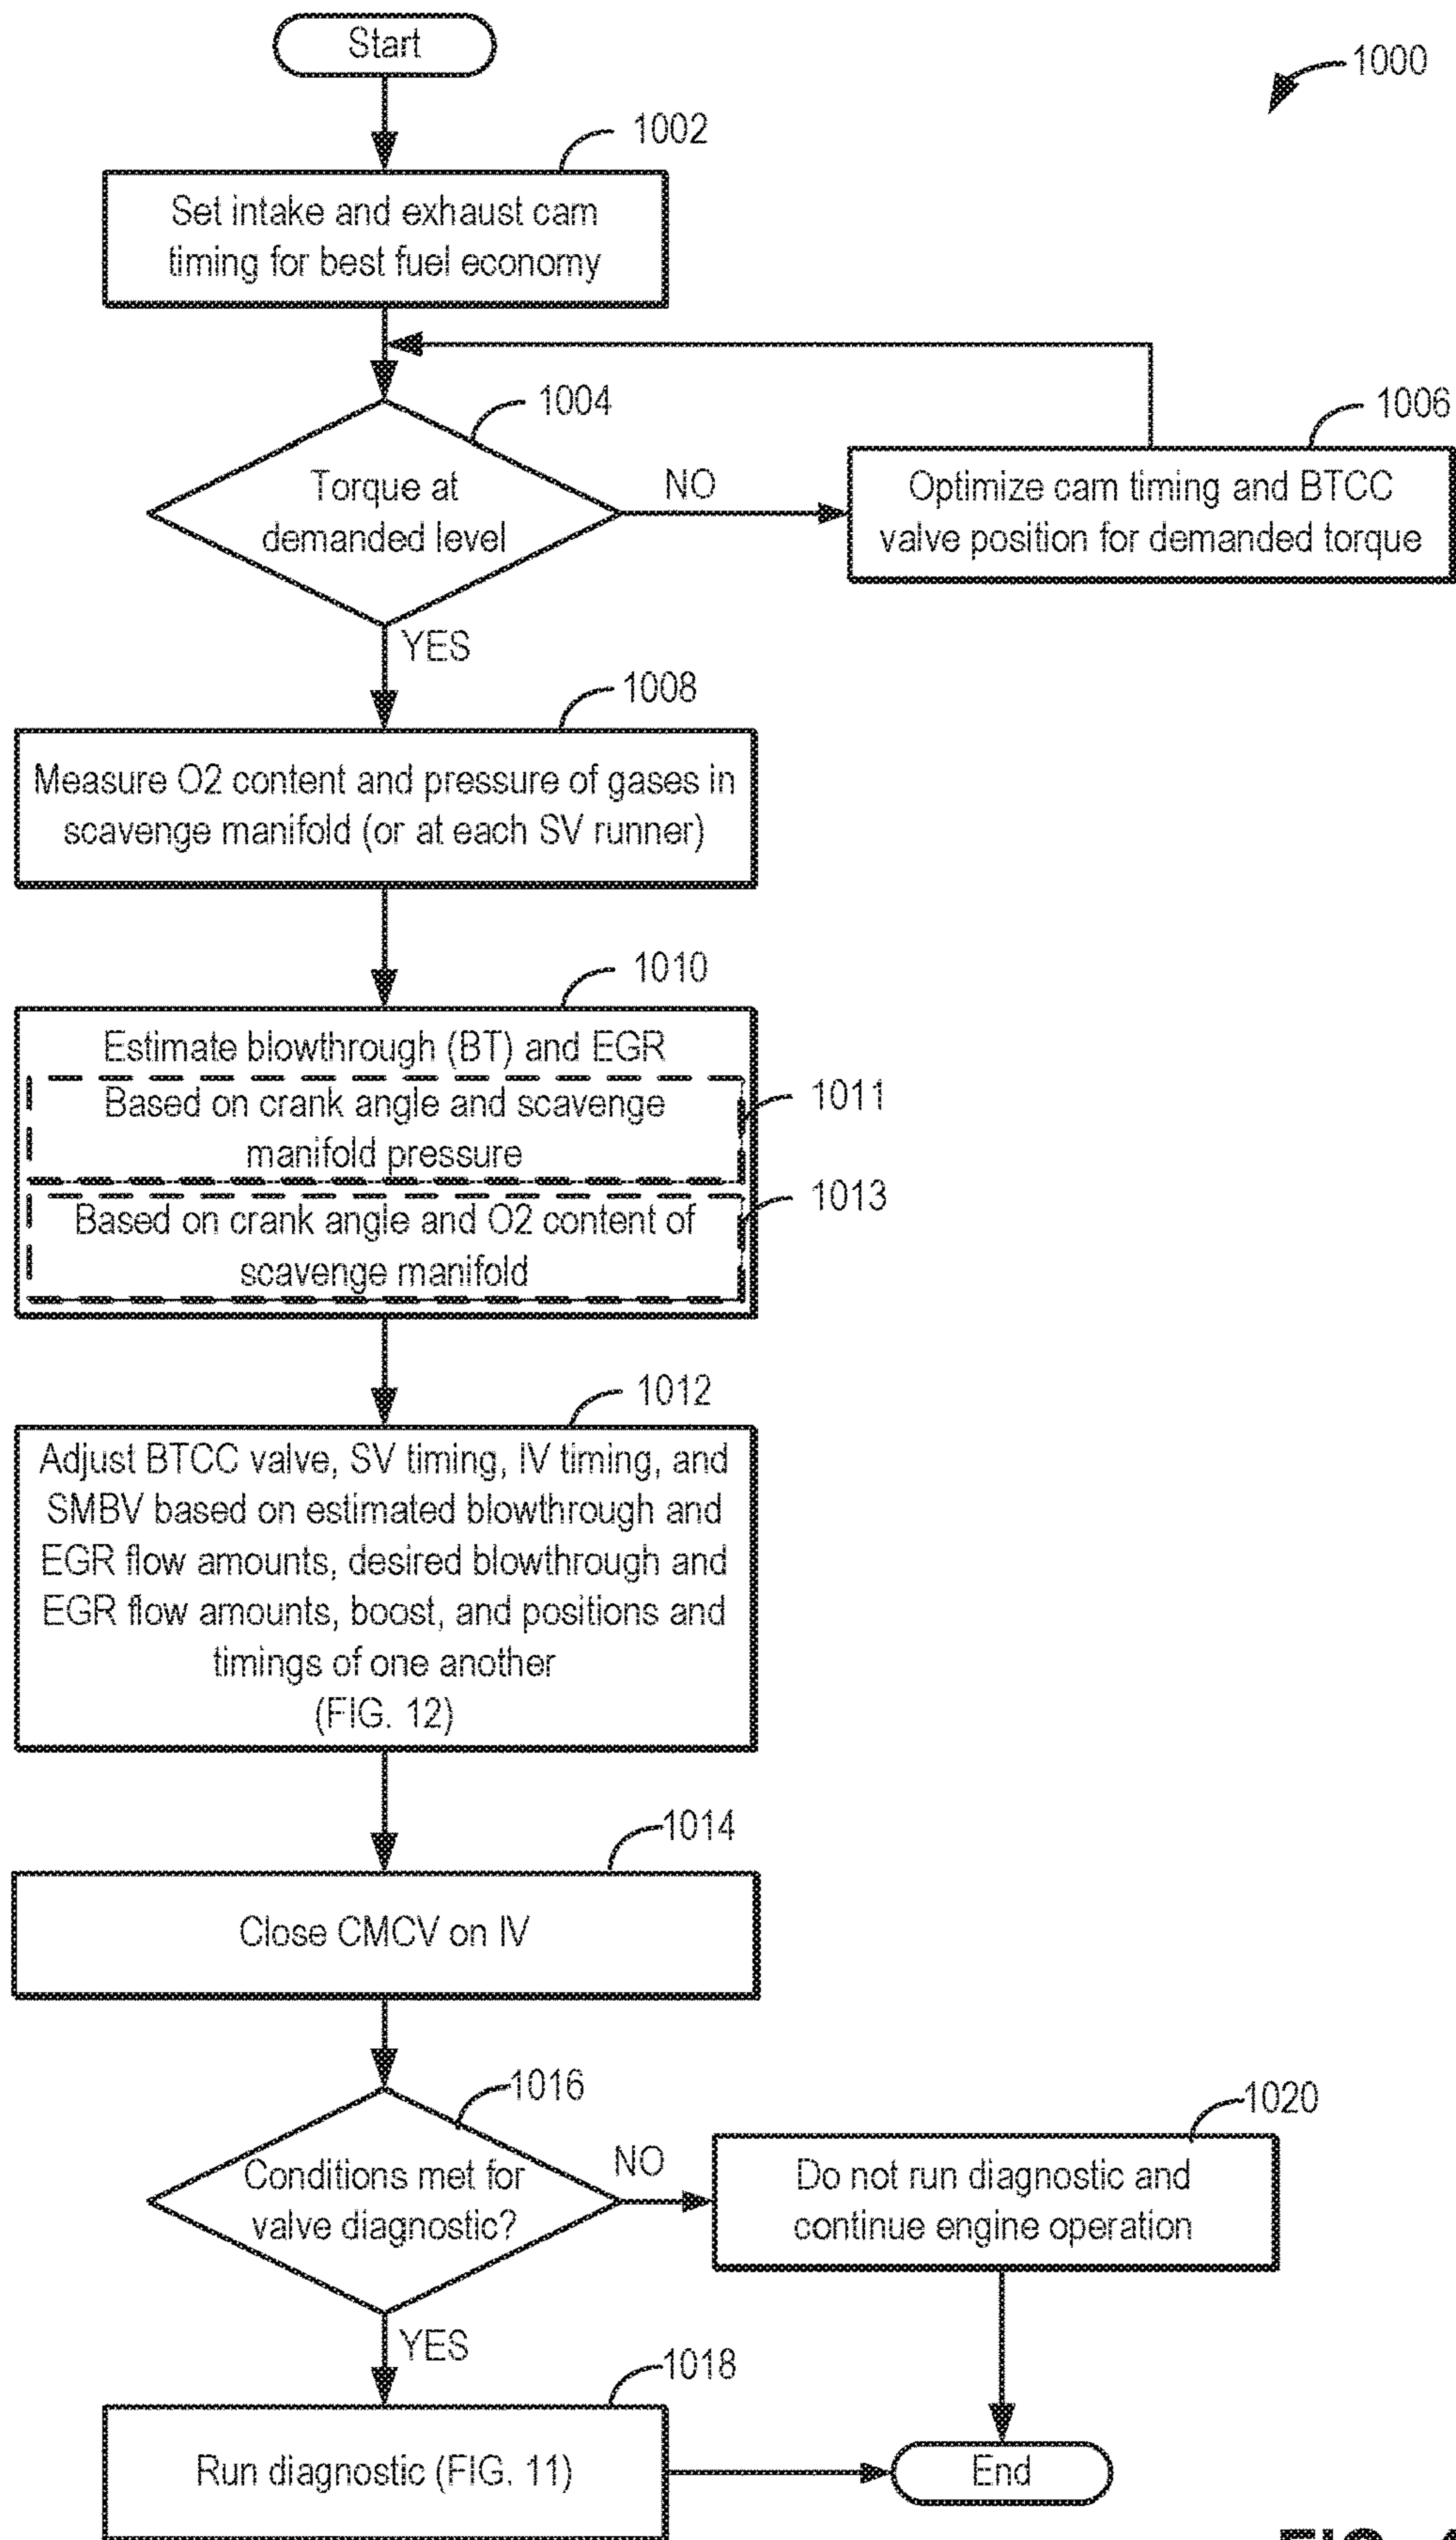 Start
1000
1002
Set intake and exhaust cam
timing for best fuel economy
1004
Torque at
demanded level
NO
YES
1006
Optimize cam timing and BTCC
valve position for demanded torque
1008
Measure O2 content and pressure of gases in
scavenge manifold (or at each SV runner)
1010
Estimate blowthrough (BT) and EGR
1011
Based on crank angle and scavenge
manifold pressure
1013
Based on crank angle and O2 content of
scavenge manifold
1012
Adjust BTCC valve, SV timing, IV timing, and
SMBV based on estimated blowthrough and
EGR flow amounts, desired blowthrough and
EGR flow amounts, boost, and positions and
timings of one another
(FIG. 12)
1014
Close CMCV on IV
1016
Conditions met for
valve diagnostic?
NO
YES
1020
Do not run diagnostic and
continue engine operation
1018
Run diagnostic (FIG. 11)
End